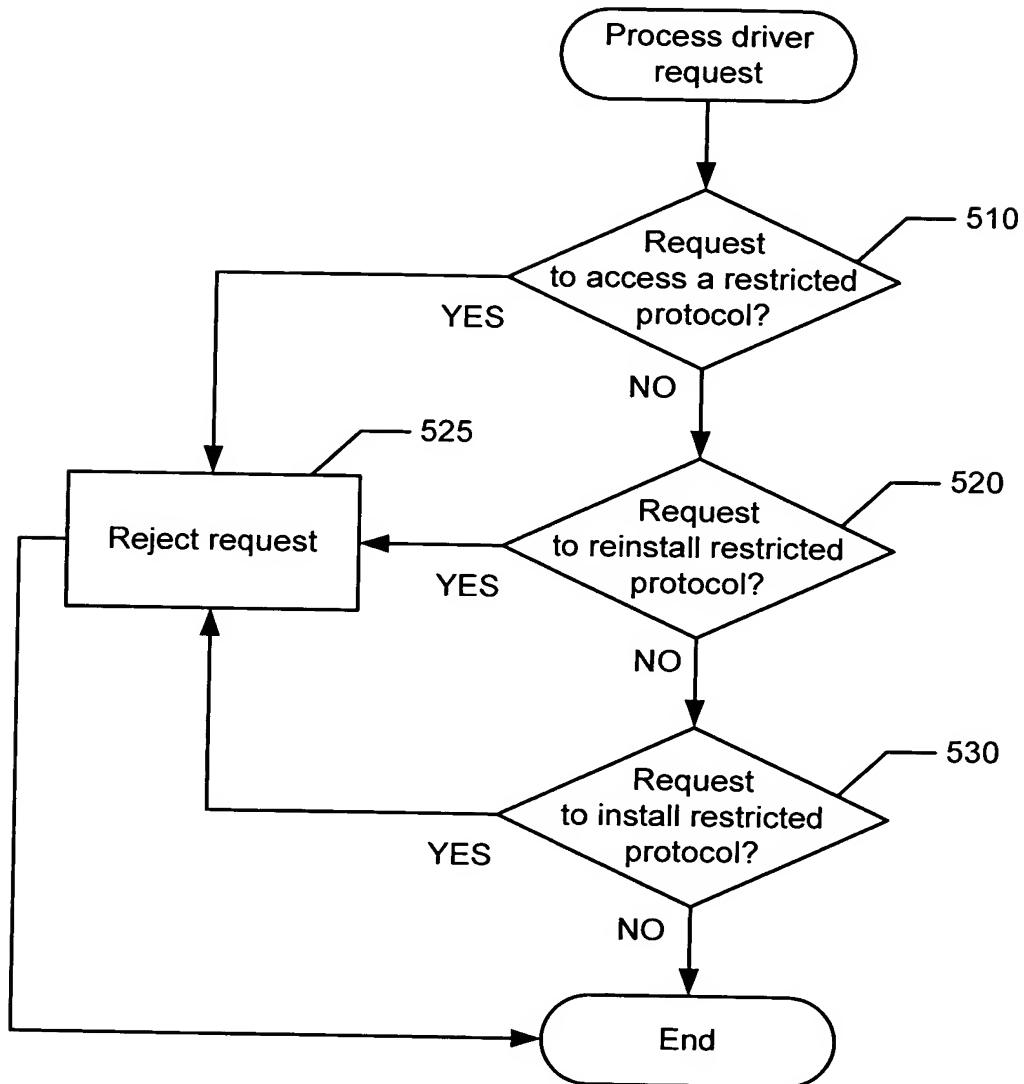 Process driver
request
510
Request
to access a restricted
protocol?
YES
NO
525
Reject request
520
Request
to reinstall restricted
protocol?
YES
NO
530
Request
to install restricted
protocol?
YES
NO
End